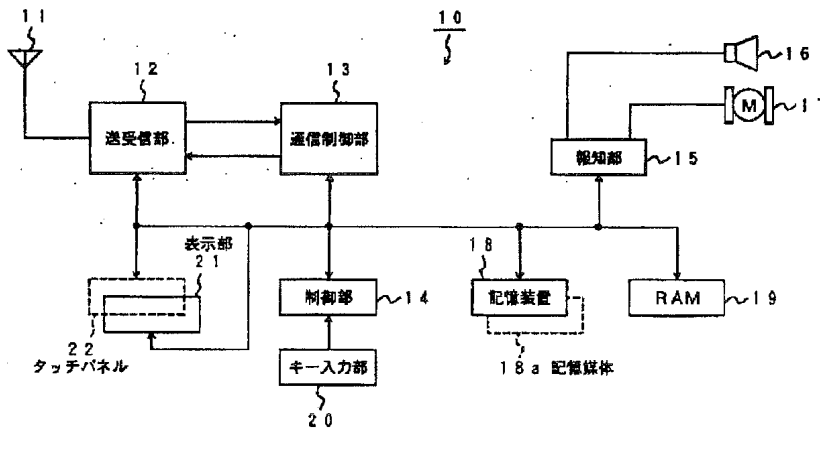 11
10
12
13
16
送受信部
通信制御部
M
報知部
15
表示部
21
18
制御部
14
記憶装置
RAM
19
22
タッチパネル
キー入力部
18a 記憶媒体
20